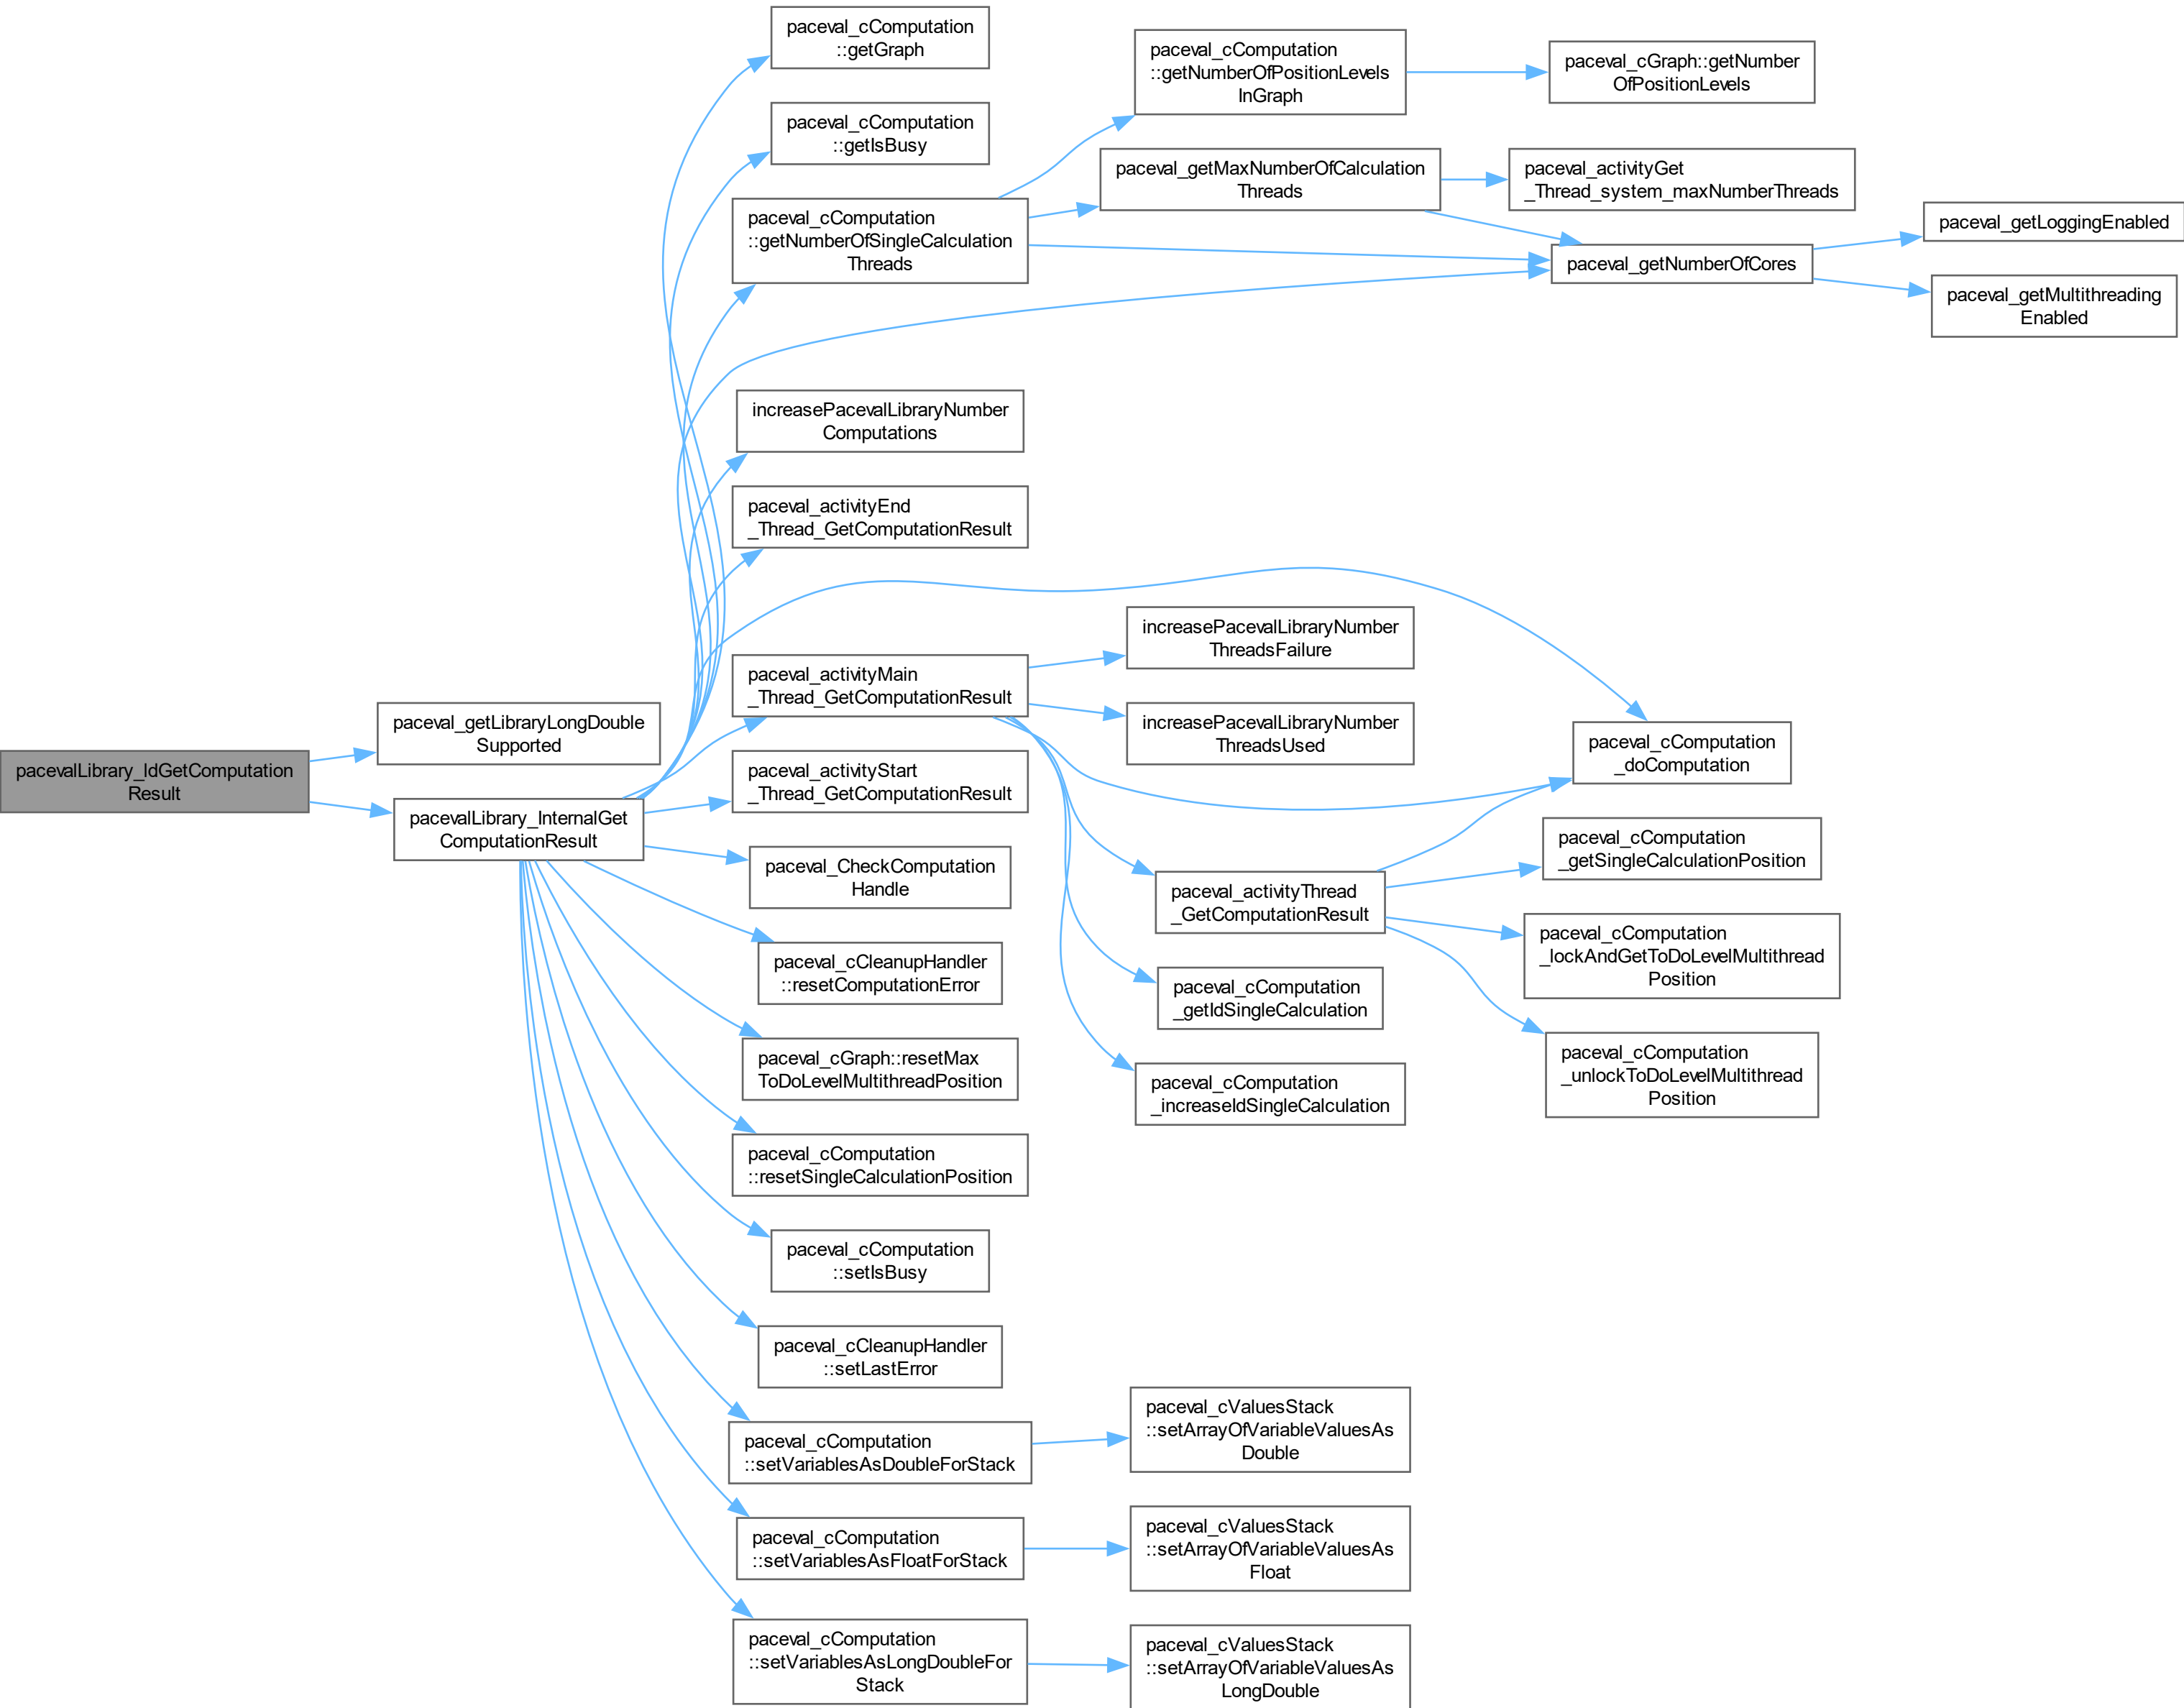 paceval_cComputation
::getGraph
paceval_cComputation
::getIsBusy
paceval_cComputation
::getNumberOfSingleCalculation
Threads
paceval_cComputation
::getNumberOfPositionLevels
InGraph
paceval_cGraph::getNumber
OfPositionLevels
paceval_getMaxNumberOfCalculation
Threads
paceval_activityGet
_Thread_system_maxNumberThreads
paceval_getNumberOfCores
paceval_getLoggingEnabled
paceval_getMultithreading
Enabled
increasePacevalLibraryNumber
Computations
paceval_activityEnd
_Thread_GetComputationResult
paceval_activityMain
_Thread_GetComputationResult
increasePacevalLibraryNumber
ThreadsFailure
increasePacevalLibraryNumber
ThreadsUsed
paceval_cComputation
_doComputation
paceval_getLibraryLongDouble
Supported
pacevalLibrary_ldGetComputation
Result
pacevalLibrary_InternalGet
ComputationResult
paceval_activityStart
_Thread_GetComputationResult
paceval_CheckComputation
Handle
paceval_activityThread
_GetComputationResult
paceval_cComputation
_getSingleCalculationPosition
paceval_cComputation
_lockAndGetToDoLevelMultithread
Position
paceval_cComputation
_unlockToDoLevelMultithread
Position
paceval_cComputation
_getIdSingleCalculation
paceval_cComputation
_increaseIdSingleCalculation
paceval_cCleanupHandler
::resetComputationError
paceval_cGraph::resetMax
ToDoLevelMultithreadPosition
paceval_cComputation
::resetSingleCalculationPosition
paceval_cComputation
::setIsBusy
paceval_cCleanupHandler
::setLastError
paceval_cComputation
::setVariablesAsDoubleForStack
paceval_cValuesStack
::setArrayOfVariableValuesAs
Double
paceval_cComputation
::setVariablesAsFloatForStack
paceval_cValuesStack
::setArrayOfVariableValuesAs
Float
paceval_cComputation
::setVariablesAsLongDoubleFor
Stack
paceval_cValuesStack
::setArrayOfVariableValuesAs
LongDouble